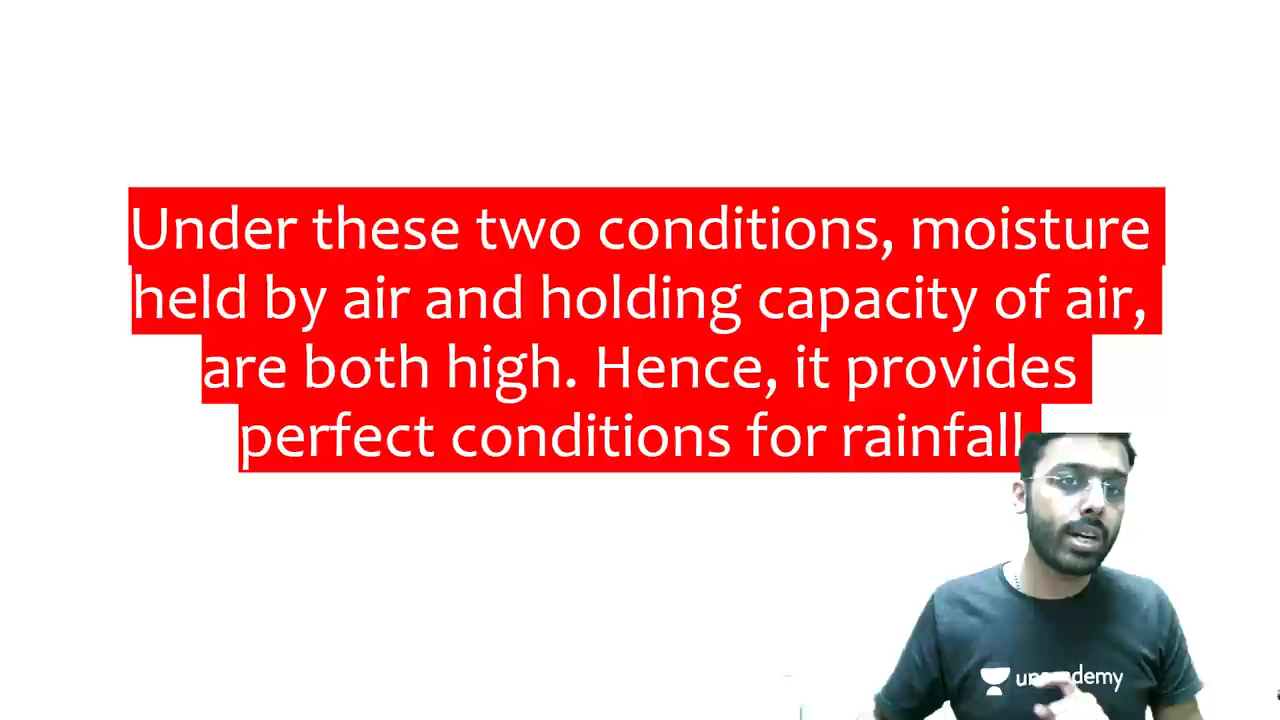 Under these two conditions, moisture
held by air and holding capacity of air,
are both high. Hence, it provides
perfect conditions for rainfall
unacademy